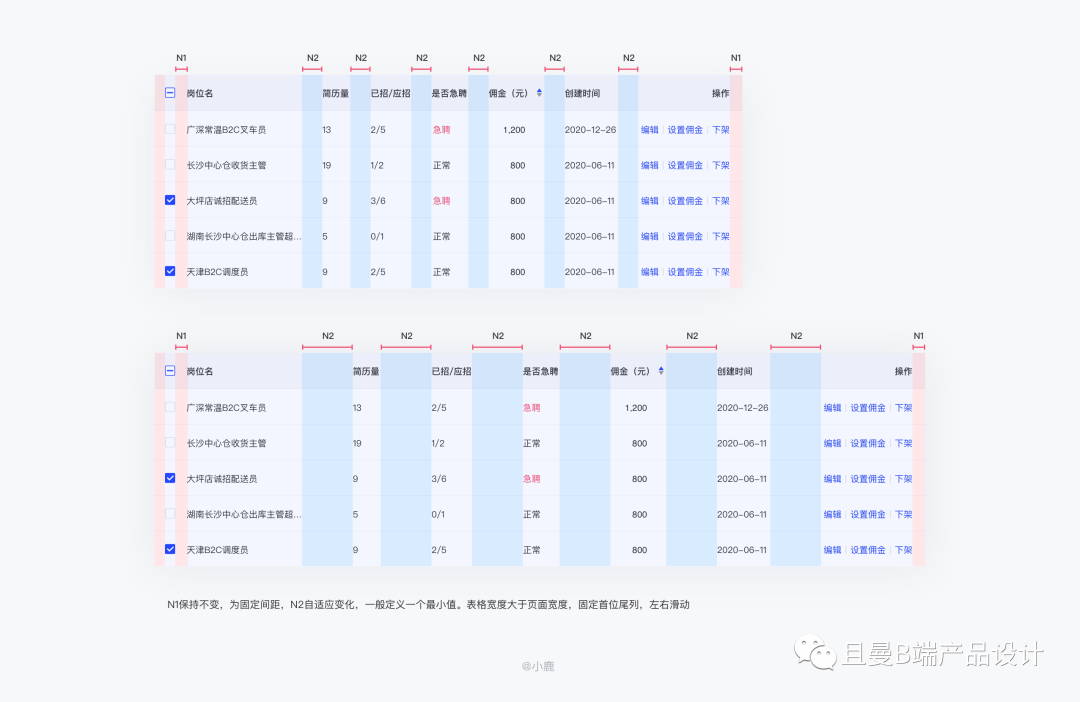 N1 N2 N2 N2 N2 N2 N2 N1
岗位名 简历量 已招/应招 是否急聘 佣金（元） 创建时间 操作
广深常温B2C叉车员 13 2/5 急聘 1,200 2020-12-26 编辑 设置佣金 下架
长沙中心仓收货主管 19 1/2 正常 800 2020-06-11 编辑 设置佣金 下架
大坪店诚招配送员 9 3/6 急聘 800 2020-06-11 编辑 设置佣金 下架
湖南长沙中心仓出库主管超... 5 0/1 正常 800 2020-06-11 编辑 设置佣金 下架
天津B2C调度员 9 2/5 正常 800 2020-06-11 编辑 设置佣金 下架
N1 N2 N2 N2 N2 N2 N2 N1
岗位名 简历量 已招/应招 是否急聘 佣金（元） 创建时间 操作
广深常温B2C叉车员 13 2/5 急聘 1,200 2020-12-26 编辑 设置佣金 下架
长沙中心仓收货主管 19 1/2 正常 800 2020-06-11 编辑 设置佣金 下架
大坪店诚招配送员 9 3/6 急聘 800 2020-06-11 编辑 设置佣金 下架
湖南长沙中心仓出库主管超... 5 0/1 正常 800 2020-06-11 编辑 设置佣金 下架
天津B2C调度员 9 2/5 正常 800 2020-06-11 编辑 设置佣金 下架
N1保持不变，为固定间距，N2自适应变化，一般定义一个最小值。表格宽度大于页面宽度，固定首位尾列，左右滑动
且曼B端产品设计
@小鹿